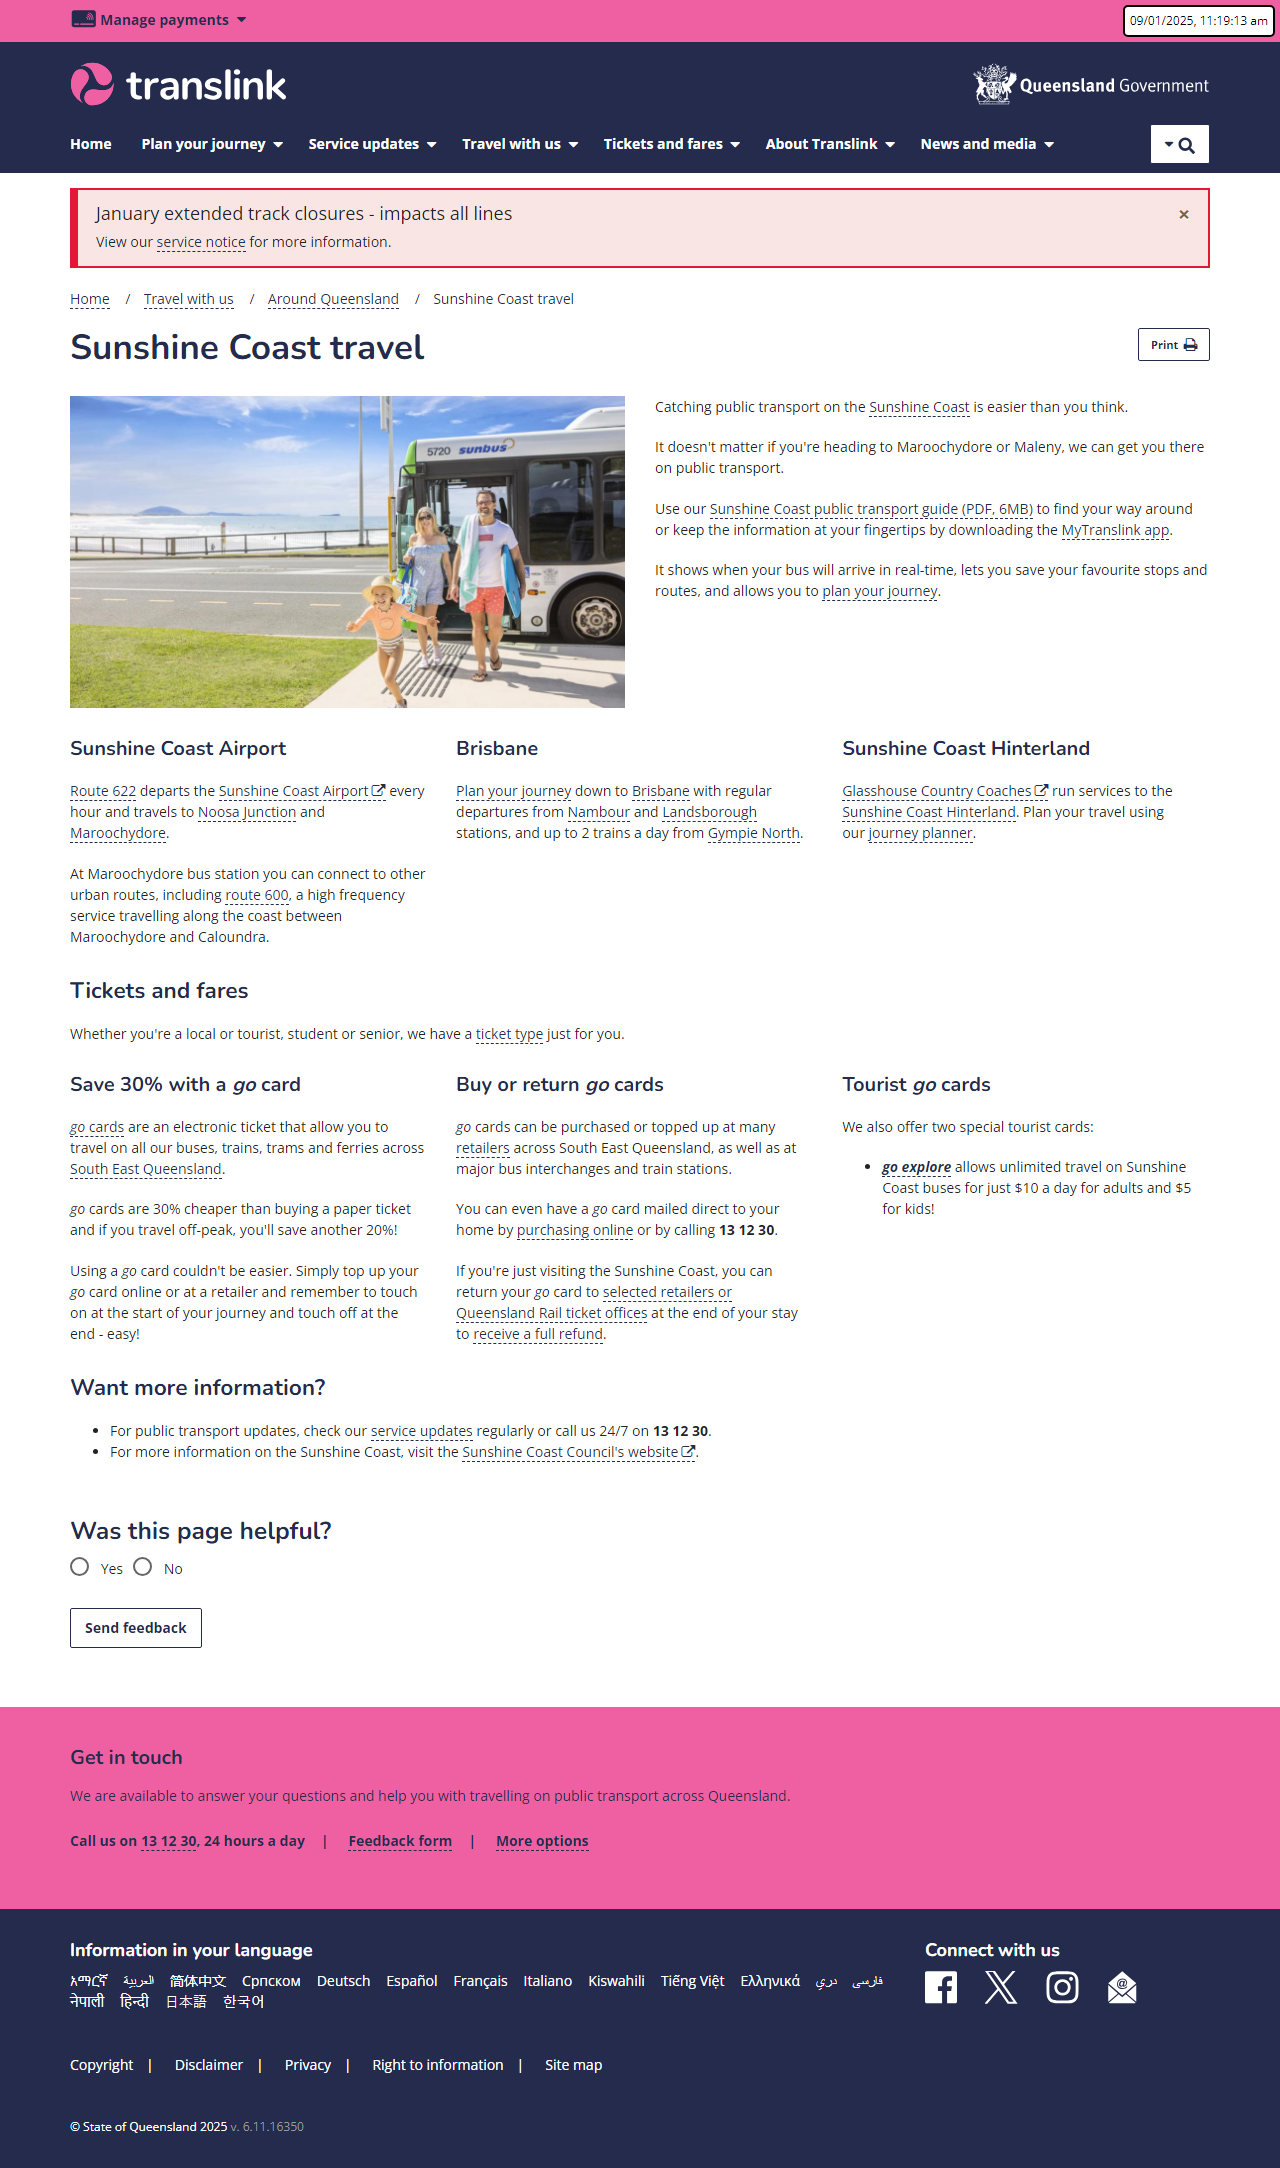 Manage payments
09/01/2025, 11:19:13 am
translink
Queensland Government
Home Plan your journey Service updates Travel with us Tickets and fares About Translink News and media
January extended track closures - impacts all lines ×
View our service notice for more information.
Home / Travel with us / Around Queensland / Sunshine Coast travel
Sunshine Coast travel
Print
5720 sunbus
Catching public transport on the Sunshine Coast is easier than you think.
It doesn't matter if you're heading to Maroochydore or Maleny, we can get you there
on public transport.
Use our Sunshine Coast public transport guide (PDF, 6MB) to find your way around
or keep the information at your fingertips by downloading the MyTranslink app.
It shows when your bus will arrive in real-time, lets you save your favourite stops and
routes, and allows you to plan your journey.
Sunshine Coast Airport
Route 622 departs the Sunshine Coast Airport every
hour and travels to Noosa Junction and
Maroochydore.
At Maroochydore bus station you can connect to other
urban routes, including route 600, a high frequency
service travelling along the coast between
Maroochydore and Caloundra.
Brisbane
Plan your journey down to Brisbane with regular
departures from Nambour and Landsborough
stations, and up to 2 trains a day from Gympie North.
Sunshine Coast Hinterland
Glasshouse Country Coaches run services to the
Sunshine Coast Hinterland. Plan your travel using
our journey planner.
Tickets and fares
Whether you're a local or tourist, student or senior, we have a ticket type just for you.
Save 30% with a go card
go cards are an electronic ticket that allow you to
travel on all our buses, trains, trams and ferries across
South East Queensland.
go cards are 30% cheaper than buying a paper ticket
and if you travel off-peak, you'll save another 20%!
Using a go card couldn't be easier. Simply top up your
go card online or at a retailer and remember to touch
on at the start of your journey and touch off at the
end - easy!
Buy or return go cards
go cards can be purchased or topped up at many
retailers across South East Queensland, as well as at
major bus interchanges and train stations.
You can even have a go card mailed direct to your
home by purchasing online or by calling 13 12 30.
If you're just visiting the Sunshine Coast, you can
return your go card to selected retailers or
Queensland Rail ticket offices at the end of your stay
to receive a full refund.
Tourist go cards
We also offer two special tourist cards:
• go explore allows unlimited travel on Sunshine
Coast buses for just $10 a day for adults and $5
for kids!
Want more information?
• For public transport updates, check our service updates regularly or call us 24/7 on 13 12 30.
• For more information on the Sunshine Coast, visit the Sunshine Coast Council's website.
Was this page helpful?
Yes No
Send feedback
Get in touch
We are available to answer your questions and help you with travelling on public transport across Queensland.
Call us on 13 12 30, 24 hours a day | Feedback form | More options
Information in your language
አማርኛ العربية 简体中文 Српском Deutsch Español Français Italiano Kiswahili Tiếng Việt Ελληνικά دري فارسی
नेपाली हिन्दी 日本語 한국어
Connect with us
Copyright | Disclaimer | Privacy | Right to information | Site map
© State of Queensland 2025 v. 6.11.16350